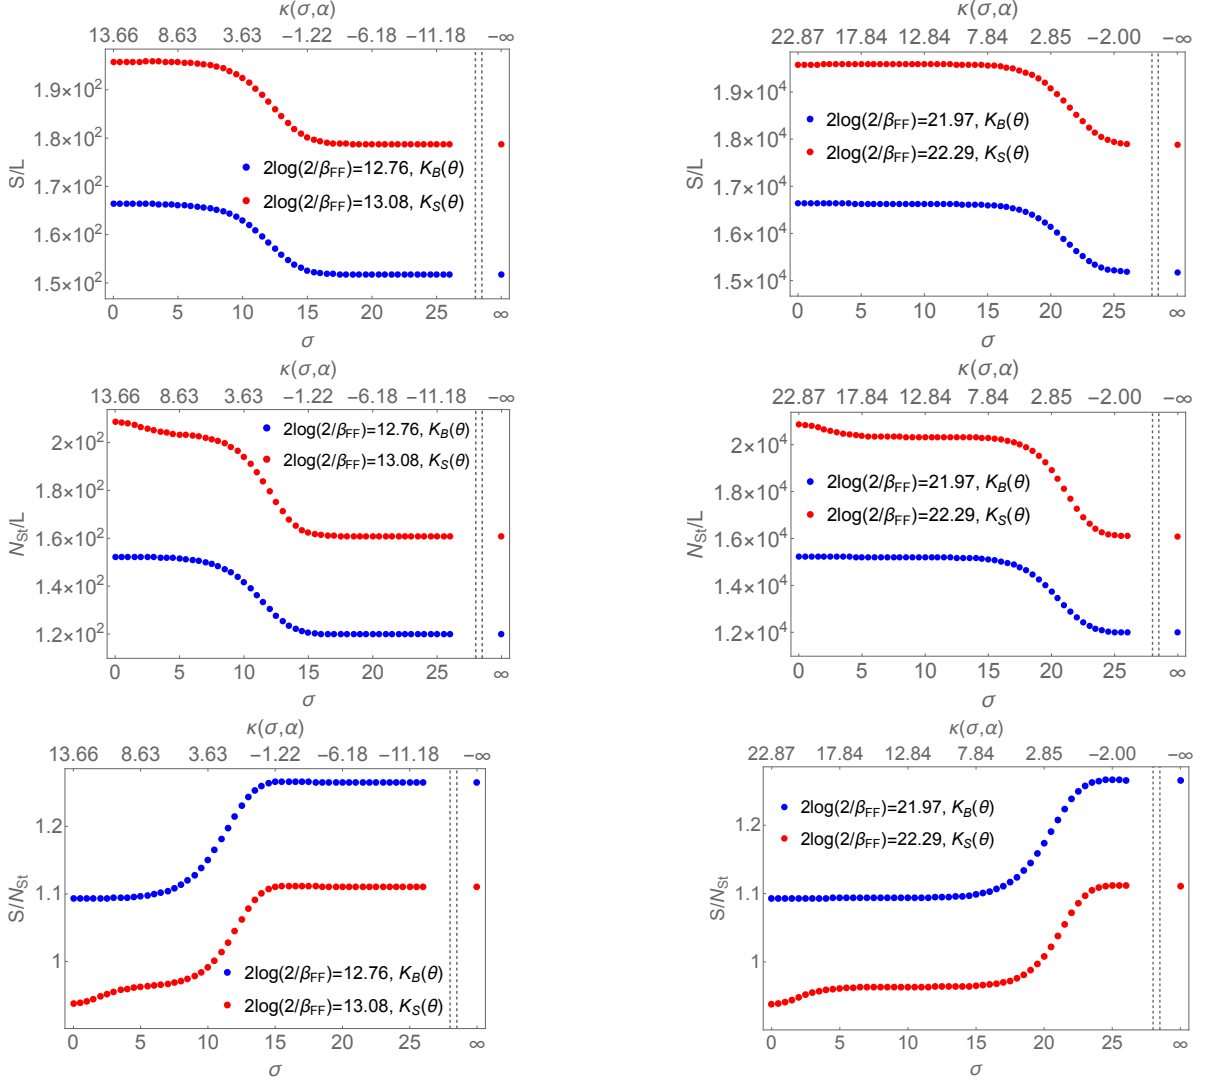 κ(σ,α)
13.66 8.63 3.63 −1.22 −6.18 −11.18 −∞
S/L
1.9×10²
1.8×10²
1.7×10²
1.6×10²
1.5×10²
2log(2/β_FF)=12.76, K_B(θ)
2log(2/β_FF)=13.08, K_S(θ)
0 5 10 15 20 25 ∞
σ
κ(σ,α)
22.87 17.84 12.84 7.84 2.85 −2.00 −∞
S/L
1.9×10⁴
1.8×10⁴
1.7×10⁴
1.6×10⁴
1.5×10⁴
2log(2/β_FF)=21.97, K_B(θ)
2log(2/β_FF)=22.29, K_S(θ)
0 5 10 15 20 25 ∞
σ
κ(σ,α)
13.66 8.63 3.63 −1.22 −6.18 −11.18 −∞
N_St/L
2.×10²
1.8×10²
1.6×10²
1.4×10²
1.2×10²
2log(2/β_FF)=12.76, K_B(θ)
2log(2/β_FF)=13.08, K_S(θ)
0 5 10 15 20 25 ∞
σ
κ(σ,α)
22.87 17.84 12.84 7.84 2.85 −2.00 −∞
N_St/L
2.×10⁴
1.8×10⁴
1.6×10⁴
1.4×10⁴
1.2×10⁴
2log(2/β_FF)=21.97, K_B(θ)
2log(2/β_FF)=22.29, K_S(θ)
0 5 10 15 20 25 ∞
σ
κ(σ,α)
13.66 8.63 3.63 −1.22 −6.18 −11.18 −∞
S/N_St
1.2
1.1
1
2log(2/β_FF)=12.76, K_B(θ)
2log(2/β_FF)=13.08, K_S(θ)
0 5 10 15 20 25 ∞
σ
κ(σ,α)
22.87 17.84 12.84 7.84 2.85 −2.00 −∞
S/N_St
1.2
1.1
1
2log(2/β_FF)=21.97, K_B(θ)
2log(2/β_FF)=22.29, K_S(θ)
0 5 10 15 20 25 ∞
σ